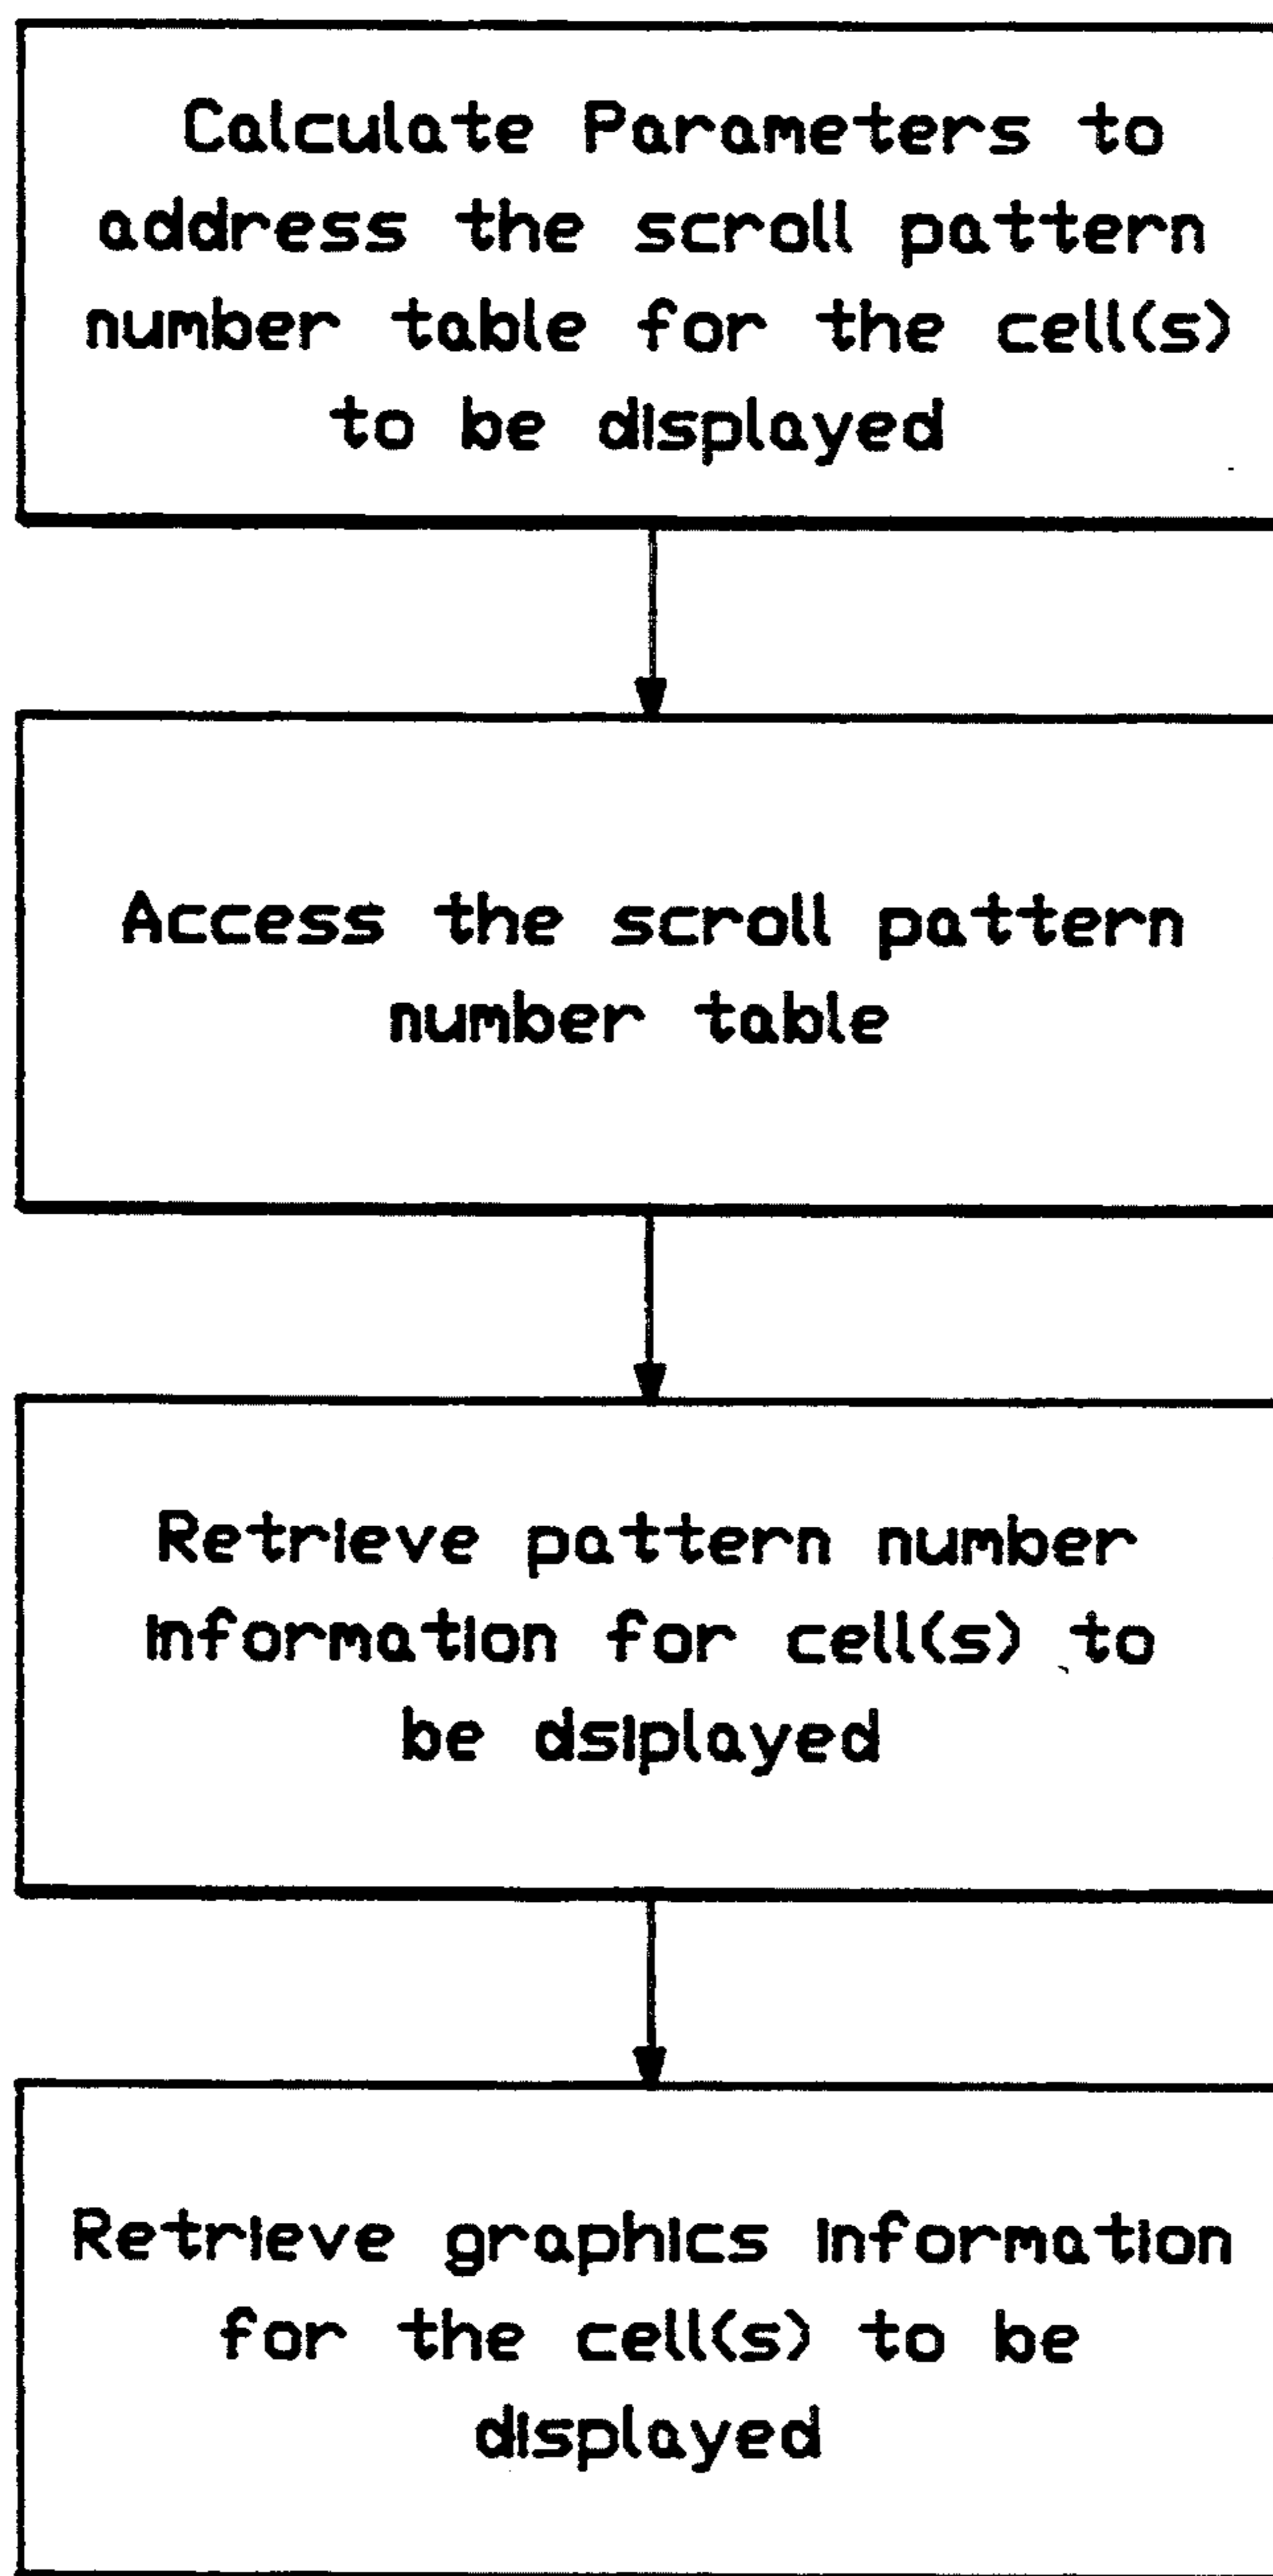 Calculate Parameters to
address the scroll pattern
number table for the cell(s)
to be displayed
Access the scroll pattern
number table
Retrieve pattern number
information for cell(s) to
be dsiplayed
Retrieve graphics information
for the cell(s) to be
displayed